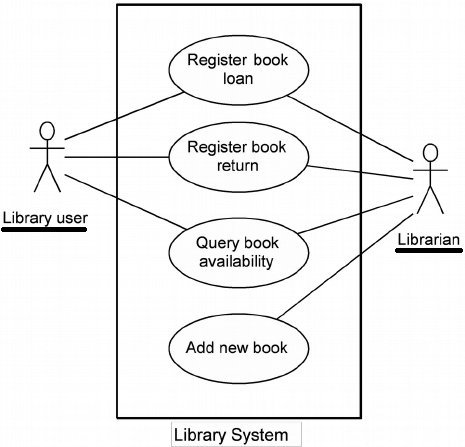 Register book
loan
Register book
return
Library user
Librarian
Query book
availability
Add new book
Library System